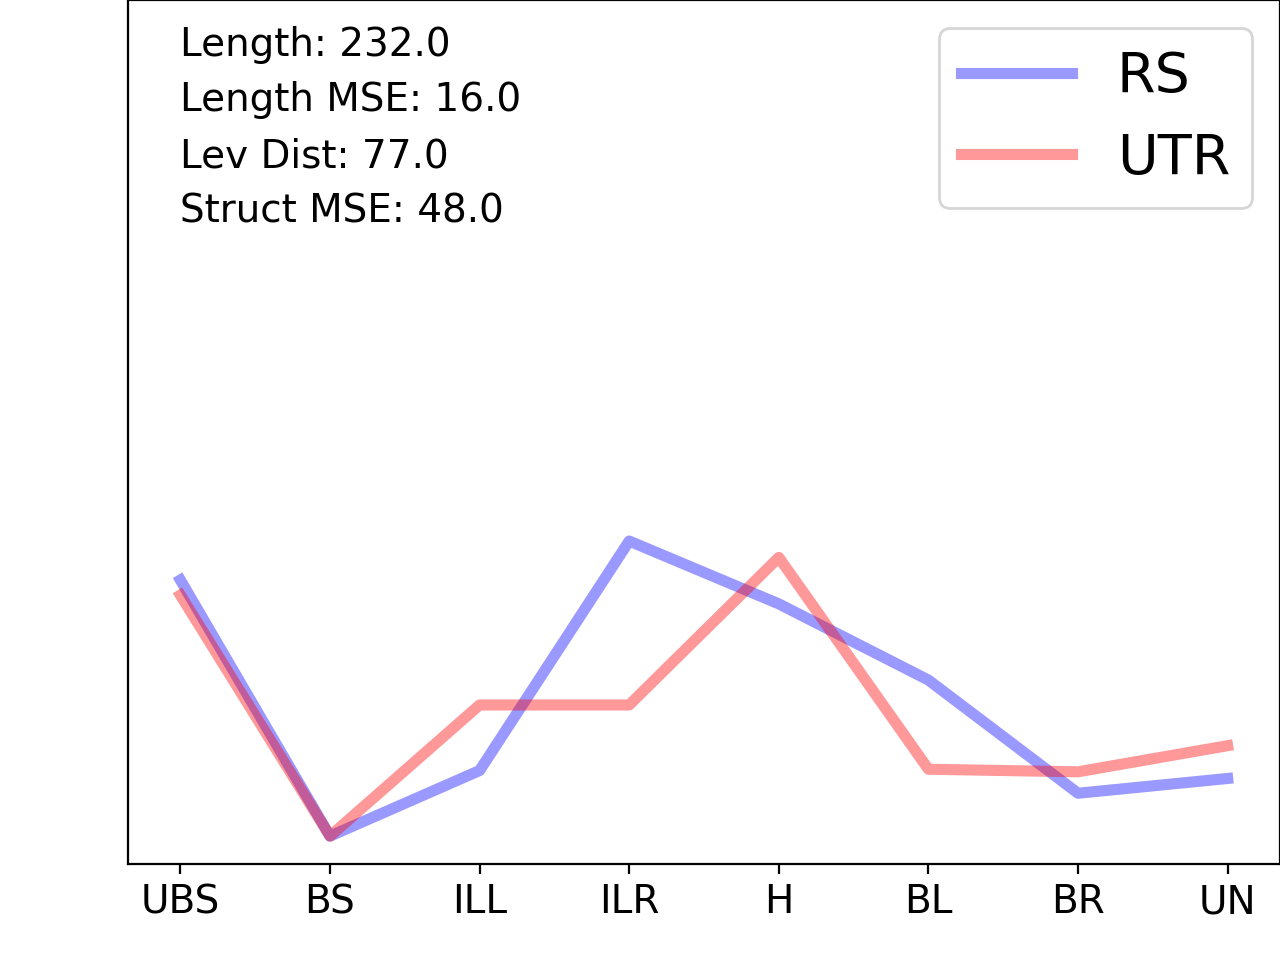 Length: 232.0
Length MSE: 16.0
Lev Dist: 77.0
Struct MSE: 48.0
RS
UTR
UBS BS ILL ILR H BL BR UN